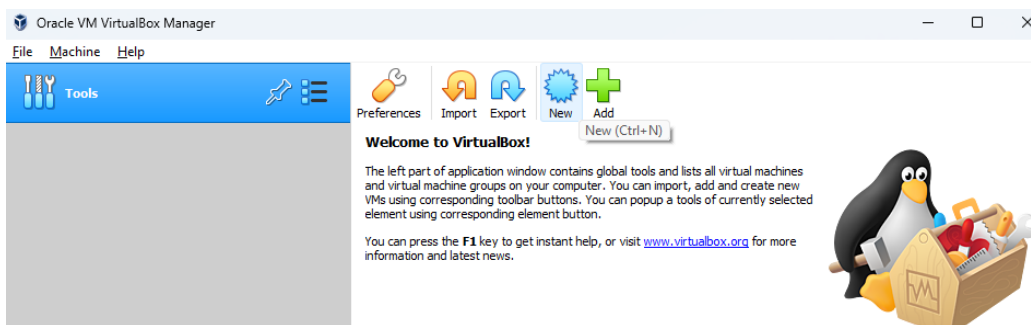 Oracle VM VirtualBox Manager
File Machine Help
Tools
Preferences Import Export New Add
New (Ctrl+N)
Welcome to VirtualBox!
The left part of application window contains global tools and lists all virtual machines
and virtual machine groups on your computer. You can import, add and create new
VMs using corresponding toolbar buttons. You can popup a tools of currently selected
element using corresponding element button.
You can press the F1 key to get instant help, or visit www.virtualbox.org for more
information and latest news.